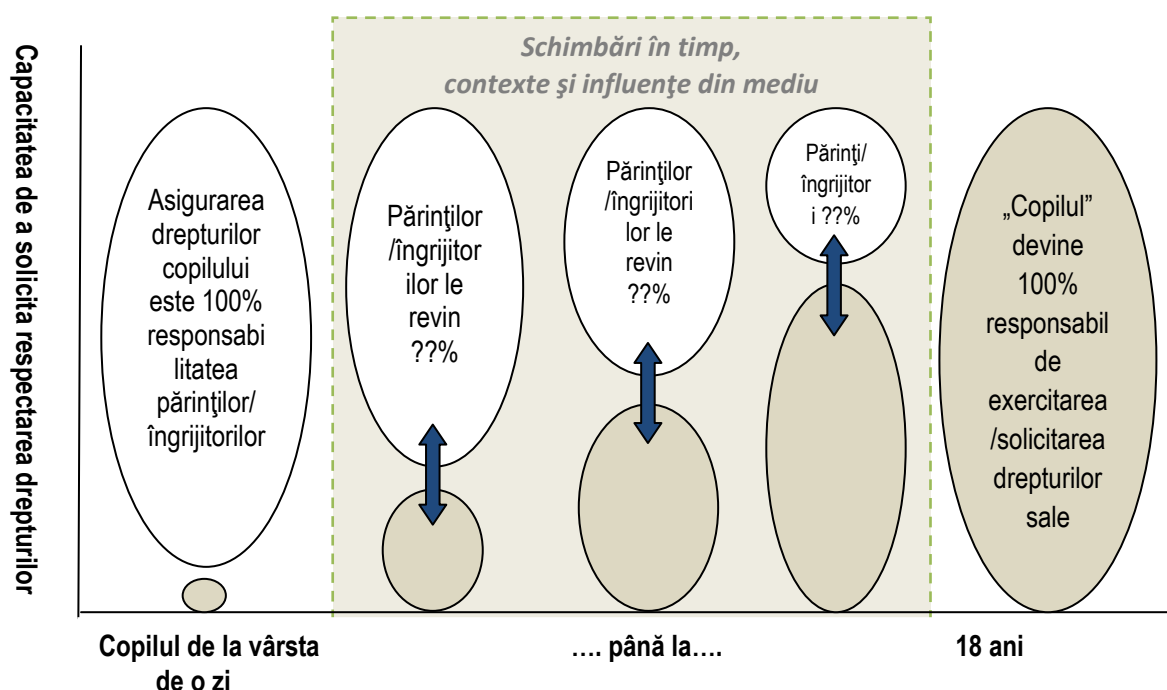 Capacitatea de a solicita respectarea drepturilor
Schimbări în timp,
contexte şi influenţe din mediu
Asigurarea
drepturilor
copilului
este 100%
responsabi
litatea
părinţilor/
îngrijitorilor
Părinţilor
/îngrijitor
ilor le
revin
??%
Părinţilor
/îngrijitori
lor le
revin
??%
Părinţi/
îngrijitor
i ??%
„Copilul”
devine
100%
responsabil
de
exercitarea
/solicitarea
drepturilor
sale
Copilul de la vârsta
de o zi
…. până la….
18 ani